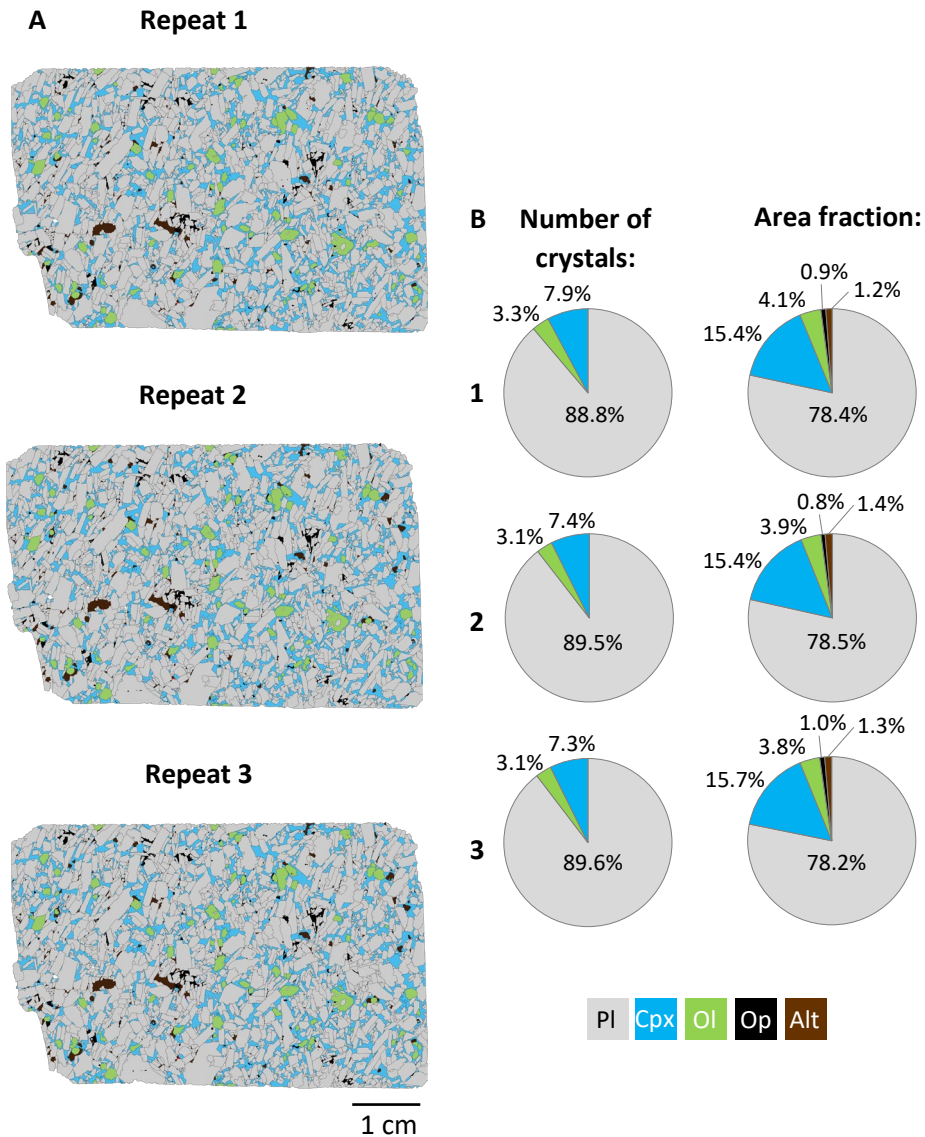 A
Repeat 1
Repeat 2
Repeat 3
1 cm
B
Number of
crystals:
Area fraction:
1
7.9%
3.3%
88.8%
0.9%
4.1%
1.2%
15.4%
78.4%
2
7.4%
3.1%
89.5%
0.8%
3.9%
1.4%
15.4%
78.5%
3
7.3%
3.1%
89.6%
1.0%
3.8%
1.3%
15.7%
78.2%
Pl Cpx Ol Op Alt